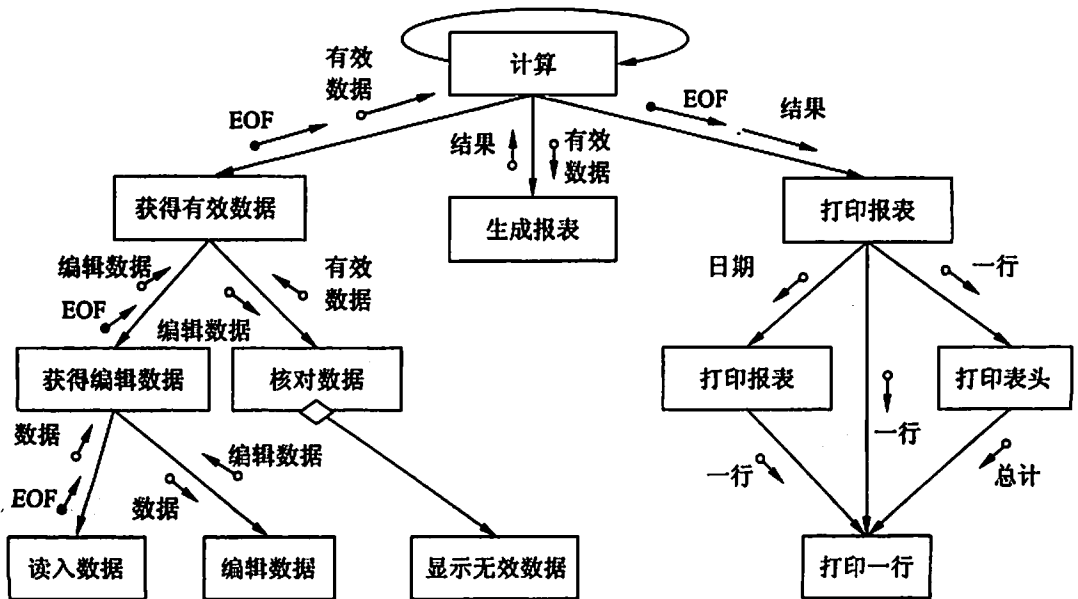 计算
有效
数据
EOF
EOF
结果
结果
有效
数据
获得有效数据
生成报表
打印报表
编辑数据
EOF
编辑数据
有效
数据
日期
一行
获得编辑数据
核对数据
打印报表
打印表头
数据
EOF
数据
编辑数据
一行
一行
总计
读入数据
编辑数据
显示无效数据
打印一行